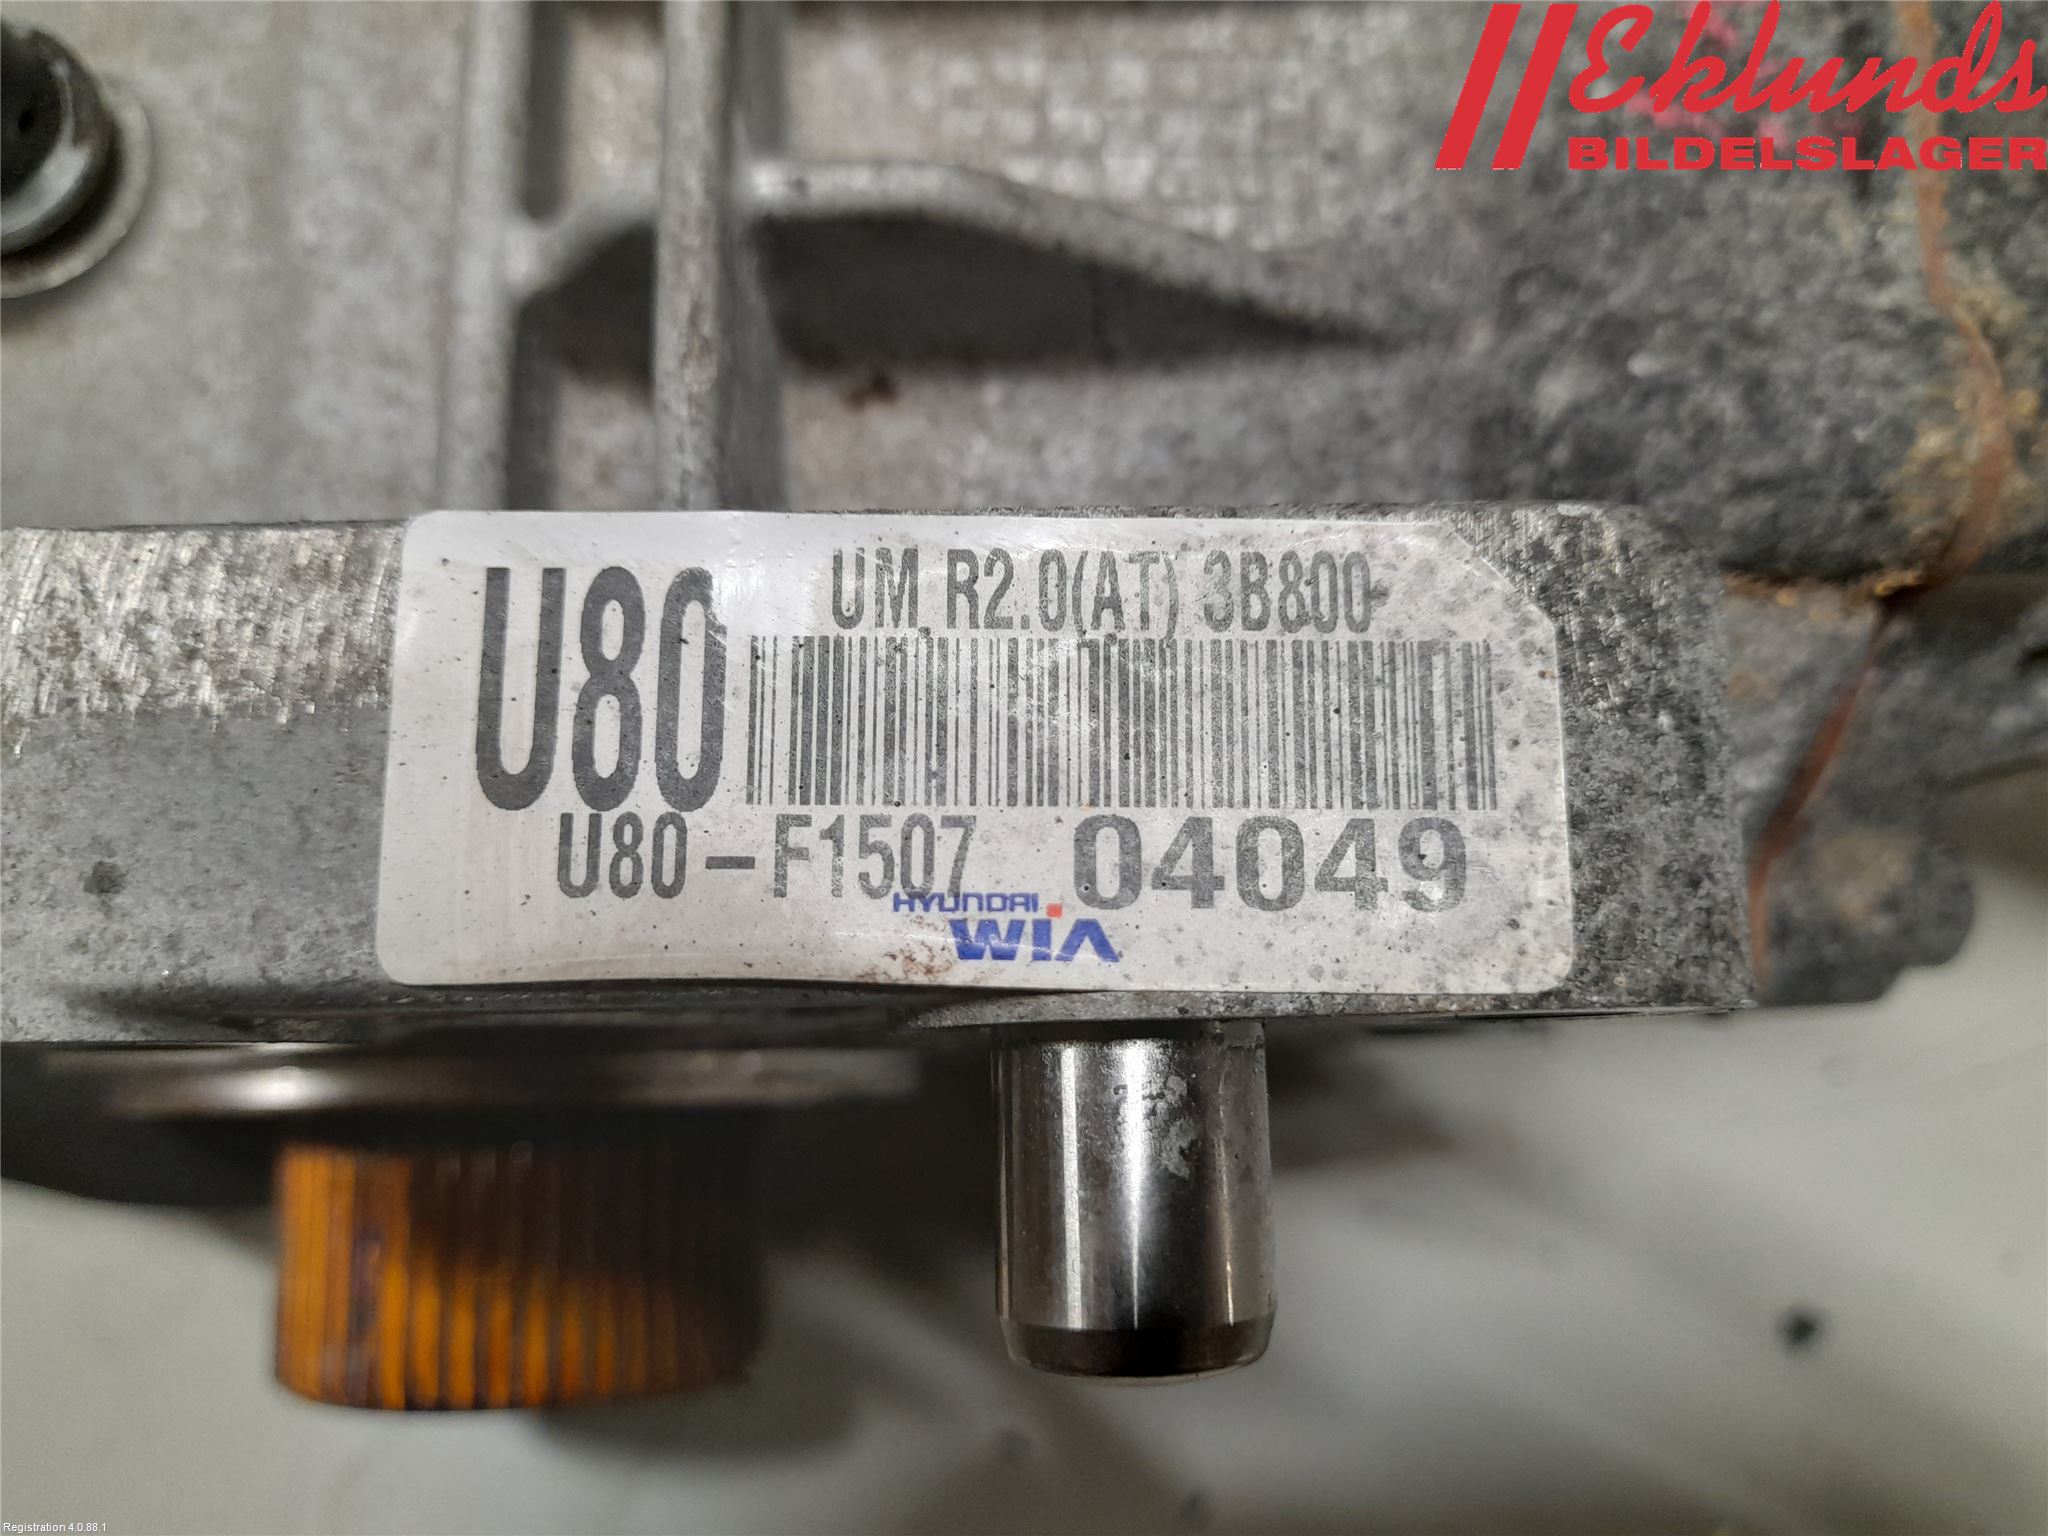 Eklunds
BILDELSLAGER
U80
UM R2.0(AT) 3B800
U80-F1507 04049
HYUNDAI
WIA
Registration 4.0.88.1